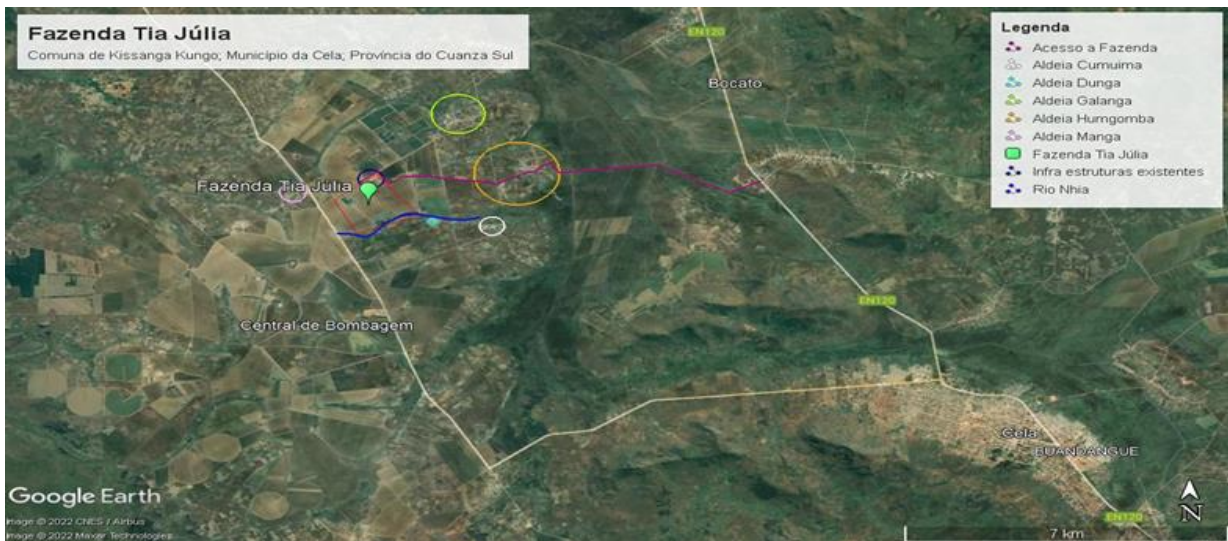 Fazenda Tia Júlia
Comuna de Kissanga Kungo; Município da Cela; Província do Cuanza Sul
Legenda
Acesso a Fazenda
Aldeia Cumuima
Aldeia Dunga
Aldeia Galanga
Aldeia Humgomba
Aldeia Manga
Fazenda Tia Júlia
Infra estruturas existentes
Rio Nhia
EN120
Bocato
Fazenda Tia Júlia
EN120
Central de Bombagem
Cela
BUANDANGUE
EN120
Google Earth
Image © 2022 CNES / Airbus
Image © 2022 Maxar Technologies
N
7 km